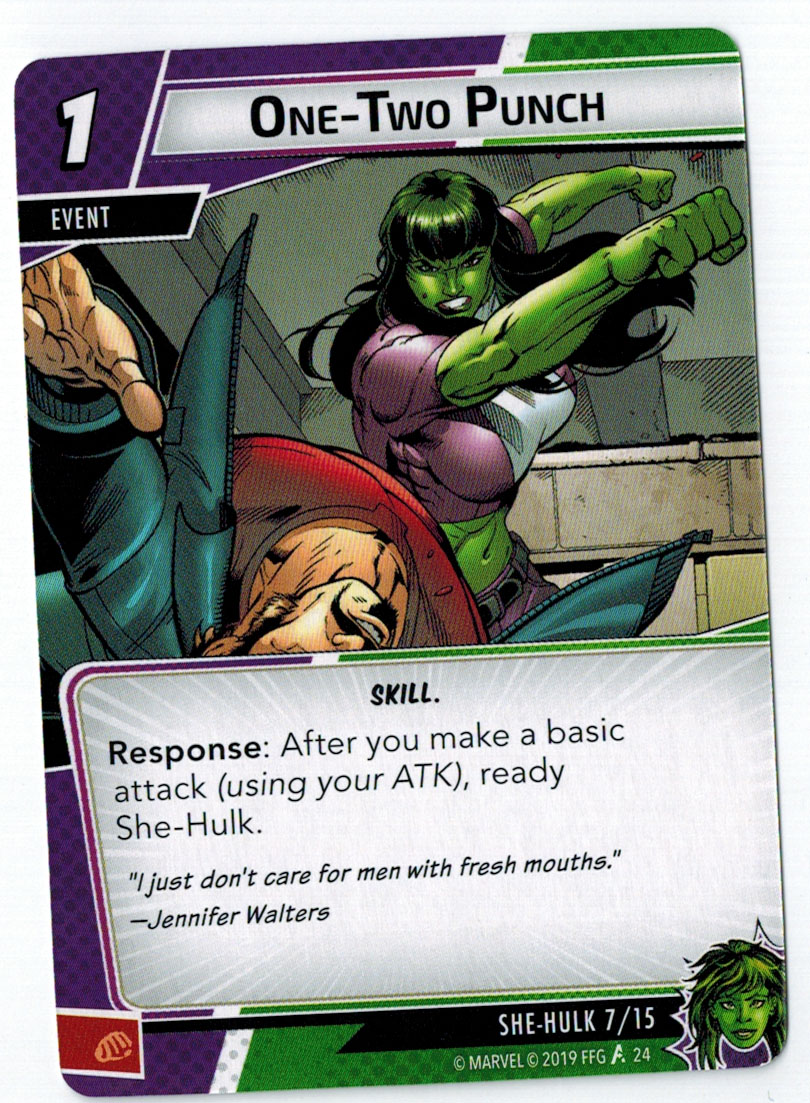 1
ONE-TWO PUNCH
EVENT
SKILL.
Response: After you make a basic
attack (using your ATK), ready
She-Hulk.
"I just don't care for men with fresh mouths."
—Jennifer Walters
SHE-HULK 7/15
© MARVEL © 2019 FFG 24